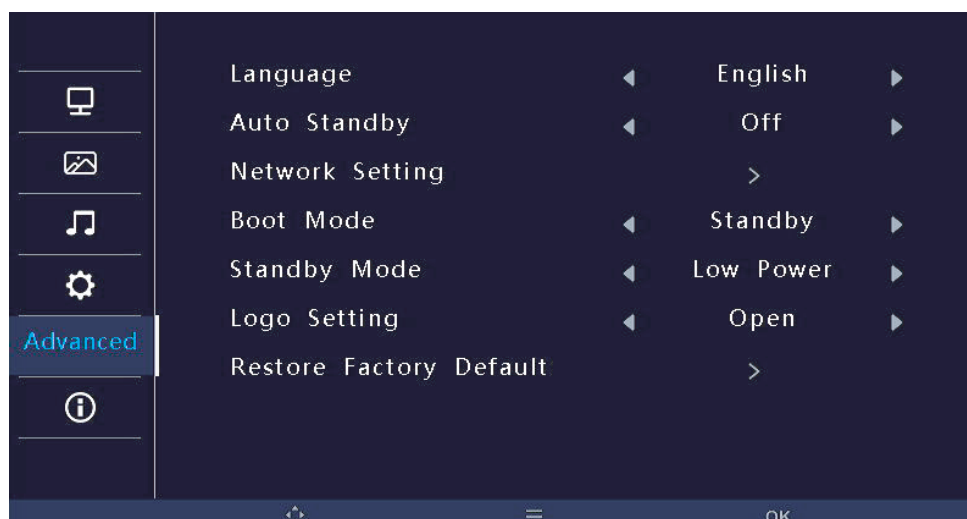 Language English
Auto Standby Off
Network Setting >
Boot Mode Standby
Standby Mode Low Power
Logo Setting Open
Advanced
Restore Factory Default >
OK